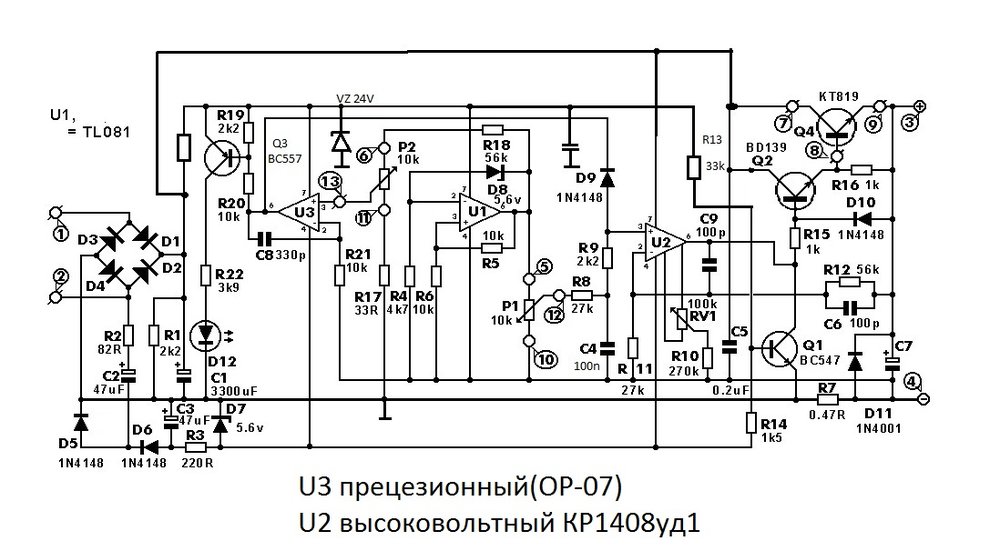 U1,
= TL081
VZ 24V
KT819
R19
2k2
Q3
BC557
6
P2
10k
R18
56k
R13
33k
7
Q4
9
3
8
BD139
Q2
R16 1k
R20
10k
13
U3
11
D8
5,6v
U1
D9
1N4148
D10
1N4148
1
D3
D1
D4
D2
2
C8 330p
R21
10k
10k
R5
R9
2k2
U2
C9
100p
R15
1k
R22
3k9
R17
33R
R4
4k7
R6
10k
5
P1
10k
12
R8
27k
10
100k
RV1
R12 56k
C6
100p
R2
82R
R1
2k2
D12
C4
100n
R 11
27k
R10
270k
C5
0.2uF
Q1
BC547
C7
C2
47uF
C1
3300uF
C3
47uF
D7
5.6v
R7
0.47R
4
D11
1N4001
D5
1N4148
D6
1N4148
R3
220R
R14
1k5
U3 прецезионный(OP-07)
U2 высоковольтный КР1408уд1